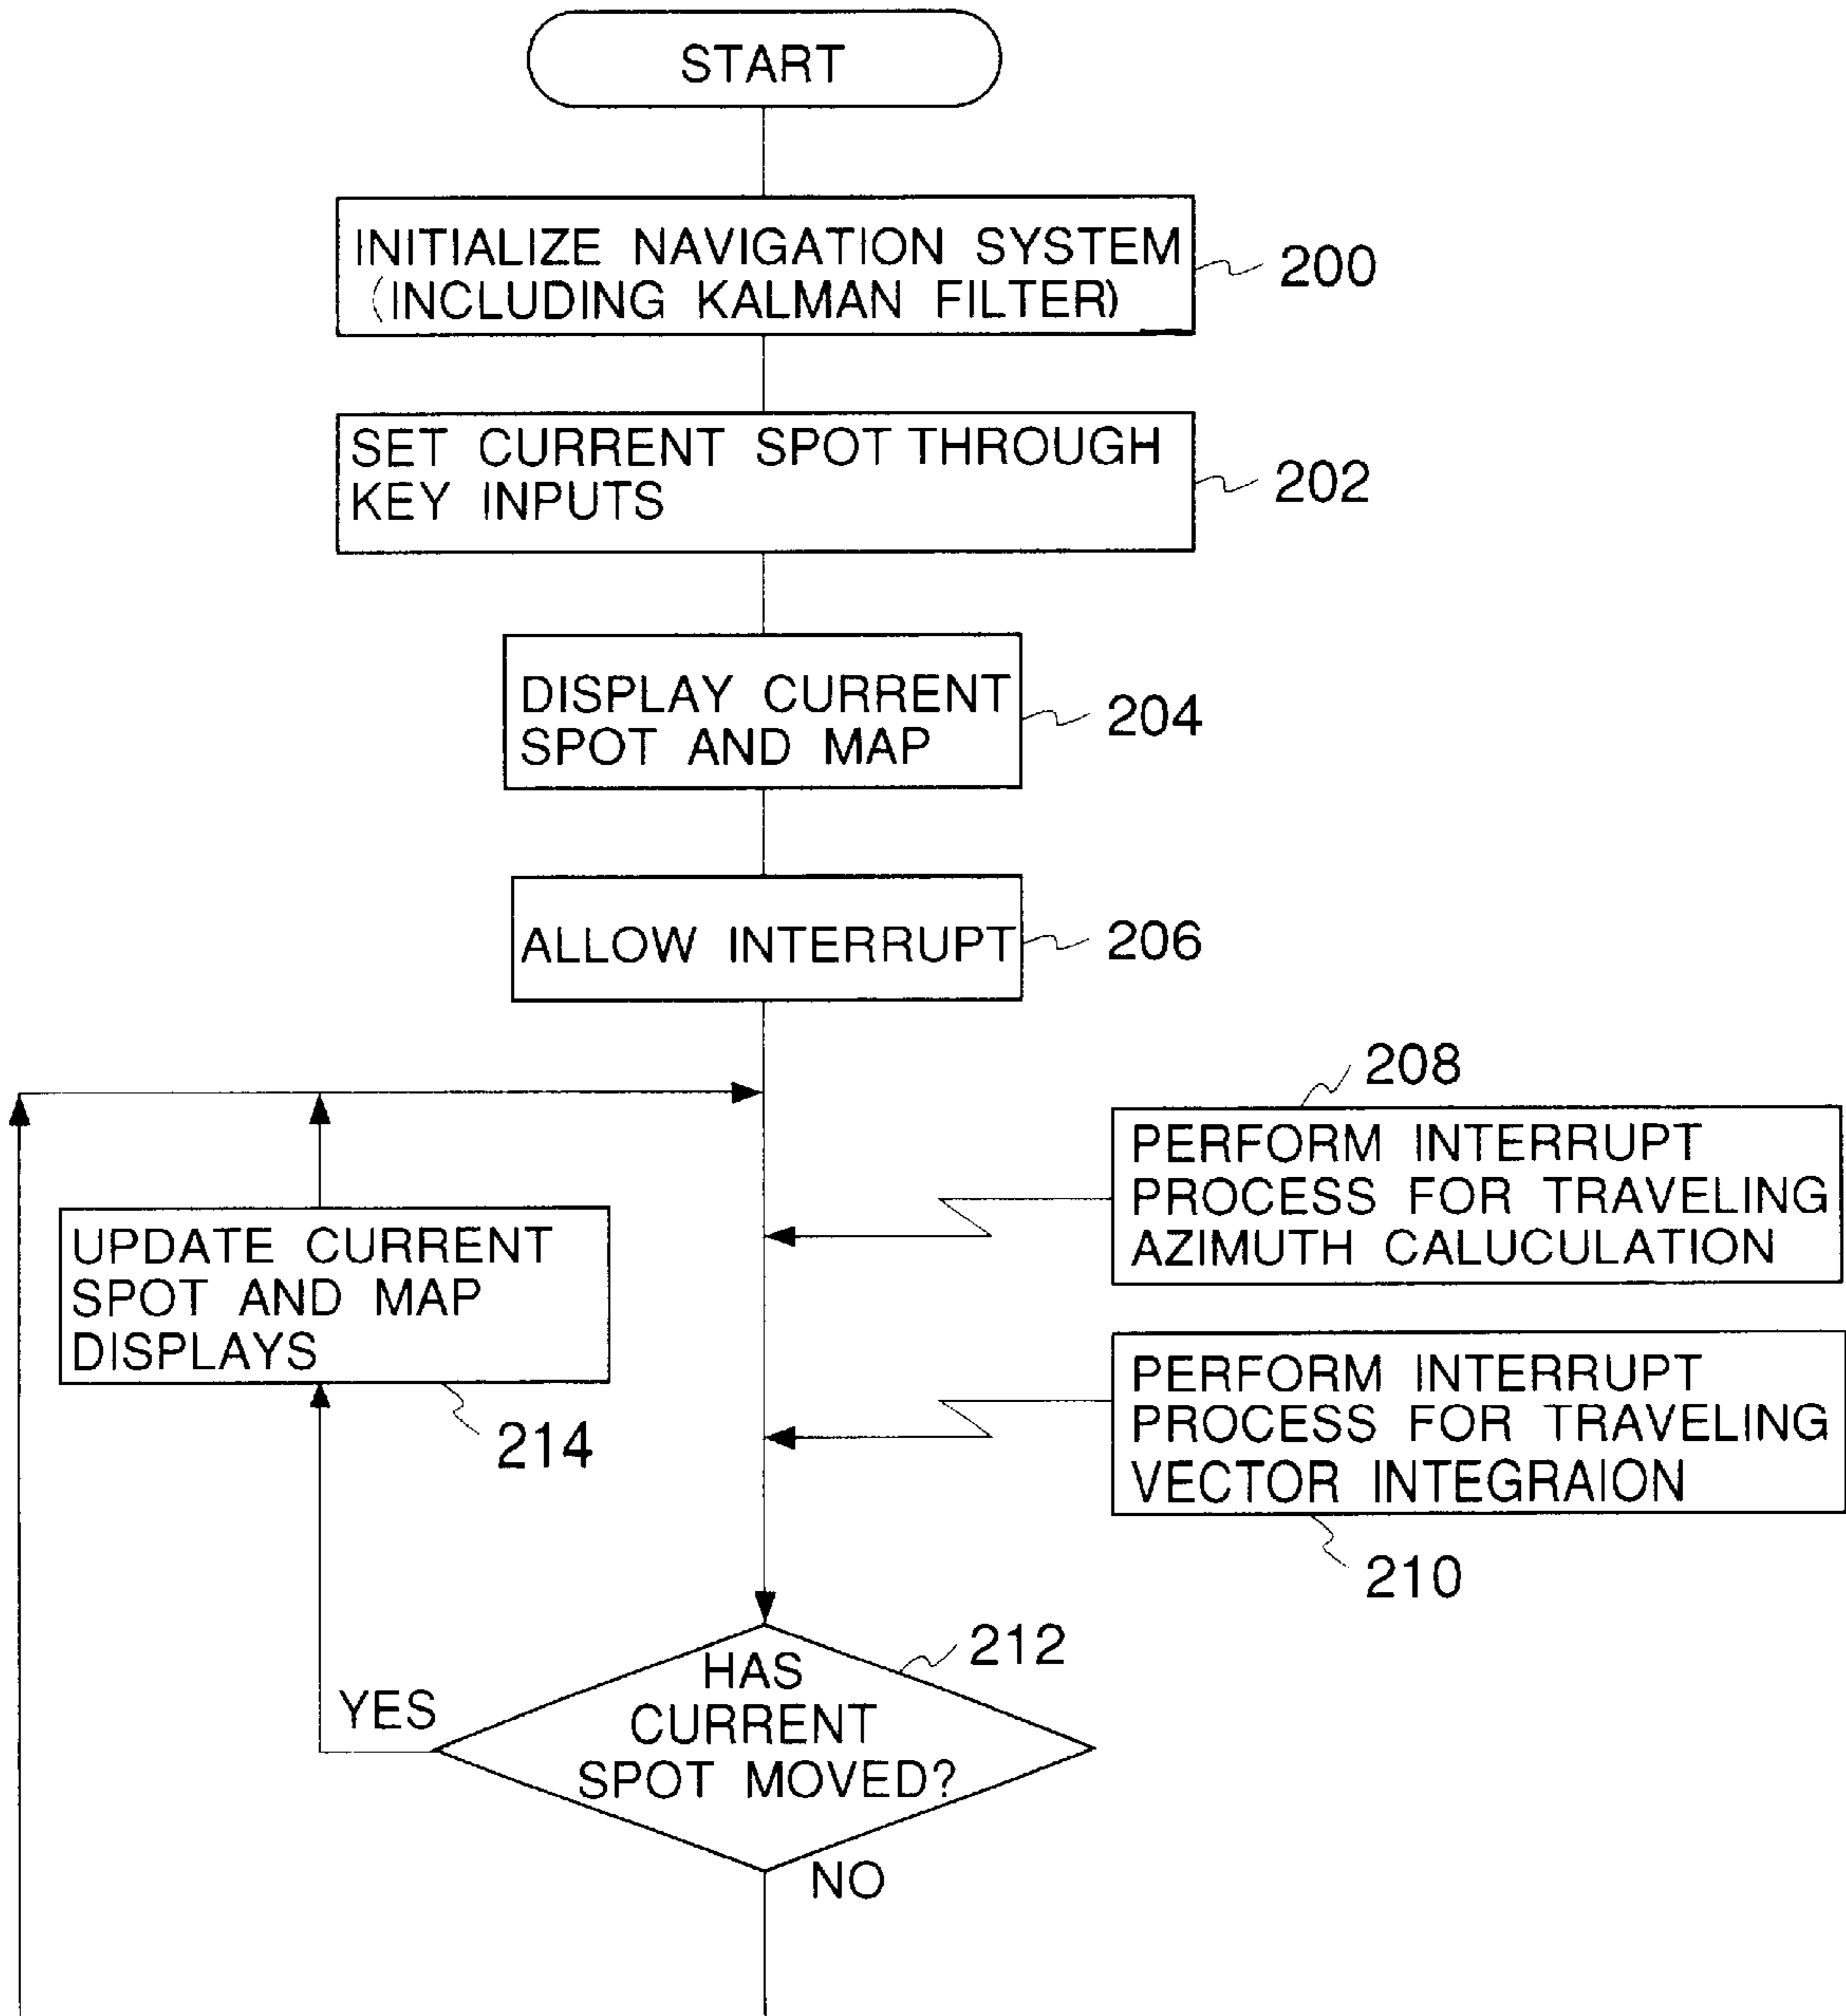 START
INITIALIZE NAVIGATION SYSTEM
(INCLUDING KALMAN FILTER)
200
SET CURRENT SPOT THROUGH
KEY INPUTS
202
DISPLAY CURRENT
SPOT AND MAP
204
ALLOW INTERRUPT
206
208
PERFORM INTERRUPT
PROCESS FOR TRAVELING
AZIMUTH CALUCULATION
UPDATE CURRENT
SPOT AND MAP
DISPLAYS
214
PERFORM INTERRUPT
PROCESS FOR TRAVELING
VECTOR INTEGRAION
210
212
HAS
CURRENT
SPOT MOVED?
YES
NO